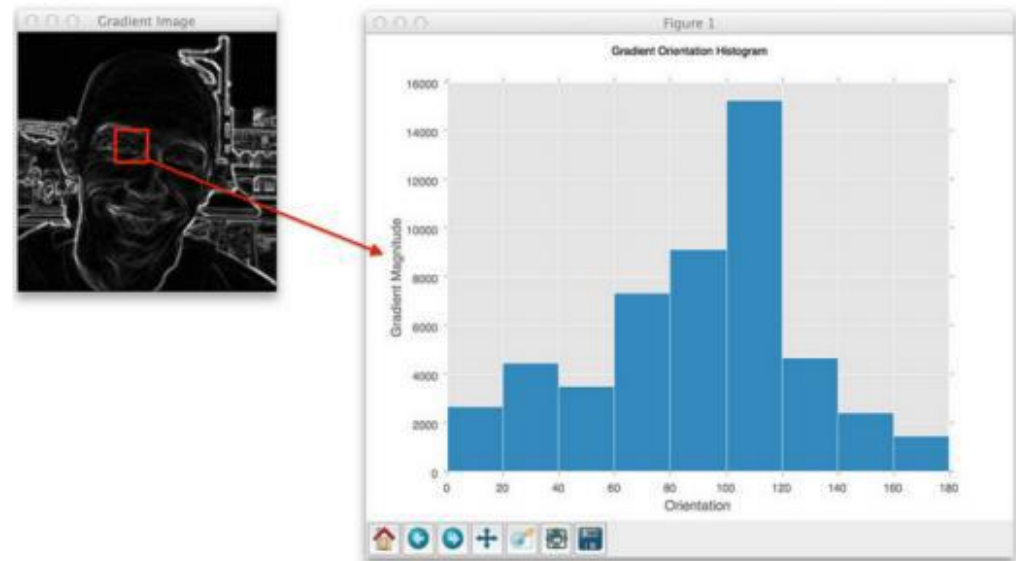 Gradient Image
Figure 1
Gradient Orientation Histogram
16000
14000
12000
10000
8000
6000
4000
2000
0
Gradient Magnitude
0 20 40 60 80 100 120 140 160 180
Orientation